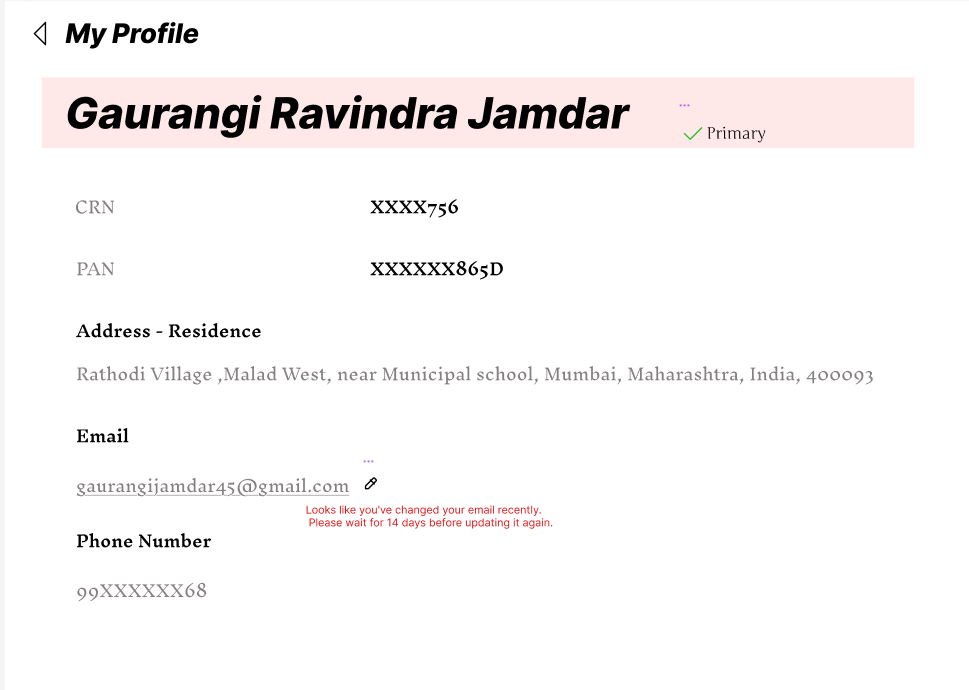 My Profile
Gaurangi Ravindra Jamdar
...
Primary
CRN XXXX756
PAN XXXXXX865D
Address - Residence
Rathodi Village ,Malad West, near Municipal school, Mumbai, Maharashtra, India, 400093
Email
...
gaurangijamdar45@gmail.com
Looks like you've changed your email recently.
Please wait for 14 days before updating it again.
Phone Number
99XXXXXX68